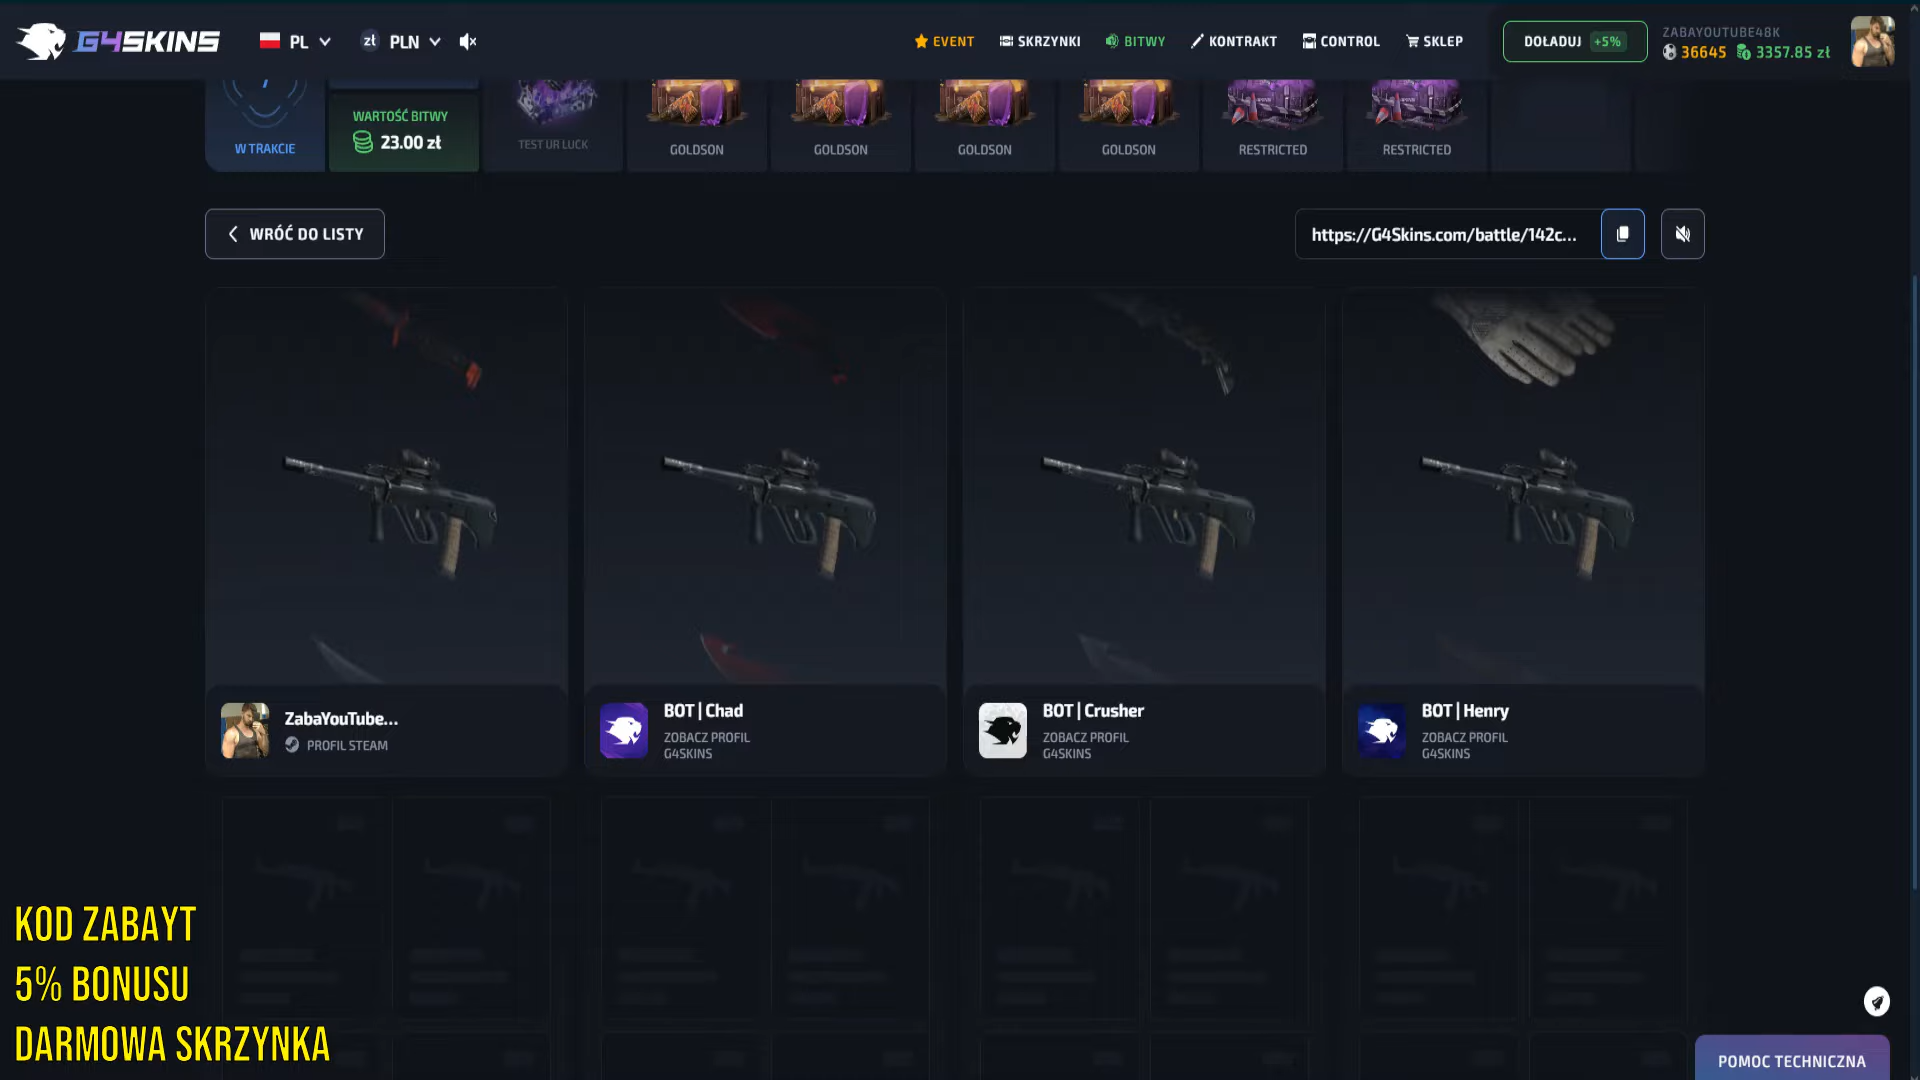 G4SKINS
PL
zł PLN
EVENT
SKRZYNKI
BITWY
KONTRAKT
CONTROL
SKLEP
DOŁADUJ +5%
ZABAYOUTUBE48K
36645 3357.85 zł
W TRAKCIE
WARTOŚĆ BITWY
23.00 zł
TEST UR LUCK
GOLDSON
GOLDSON
GOLDSON
GOLDSON
RESTRICTED
RESTRICTED
WRÓĆ DO LISTY
https://G4Skins.com/battle/142c...
ZabaYouTube...
PROFIL STEAM
BOT | Chad
ZOBACZ PROFIL
G4SKINS
BOT | Crusher
ZOBACZ PROFIL
G4SKINS
BOT | Henry
ZOBACZ PROFIL
G4SKINS
KOD ZABAYT
5% BONUSU
DARMOWA SKRZYNKA
POMOC TECHNICZNA